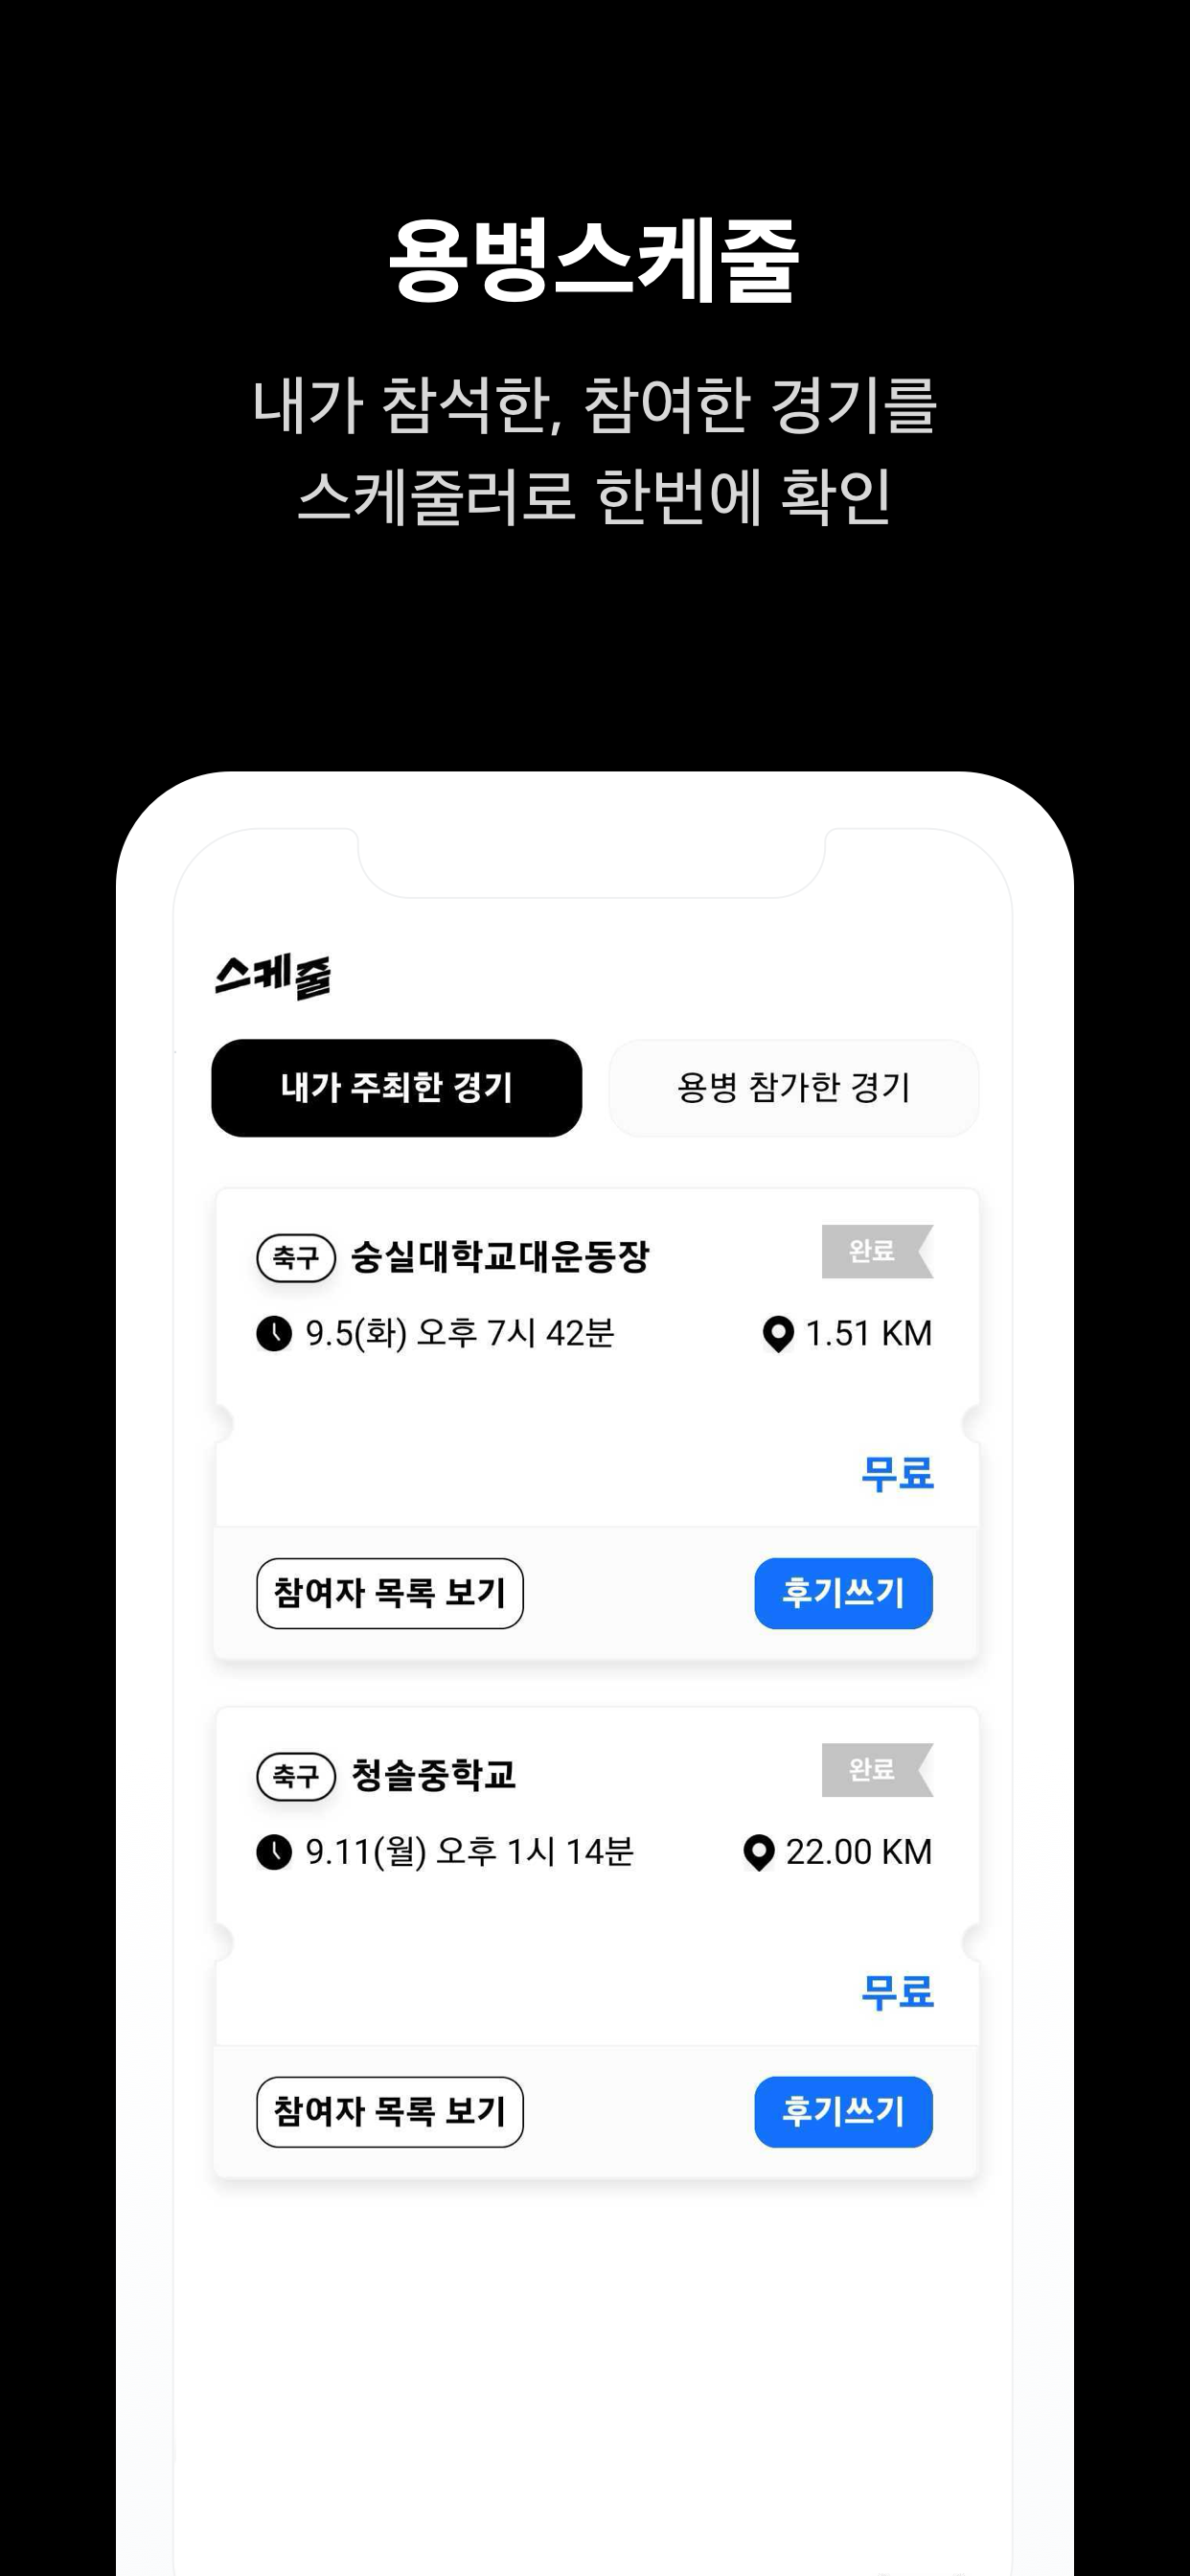 용병스케줄
내가 참석한, 참여한 경기를
스케줄러로 한번에 확인
스케줄
내가 주최한 경기
용병 참가한 경기
축구 숭실대학교대운동장 완료
9.5(화) 오후 7시 42분 1.51 KM
무료
참여자 목록 보기 후기쓰기
축구 청솔중학교 완료
9.11(월) 오후 1시 14분 22.00 KM
무료
참여자 목록 보기 후기쓰기